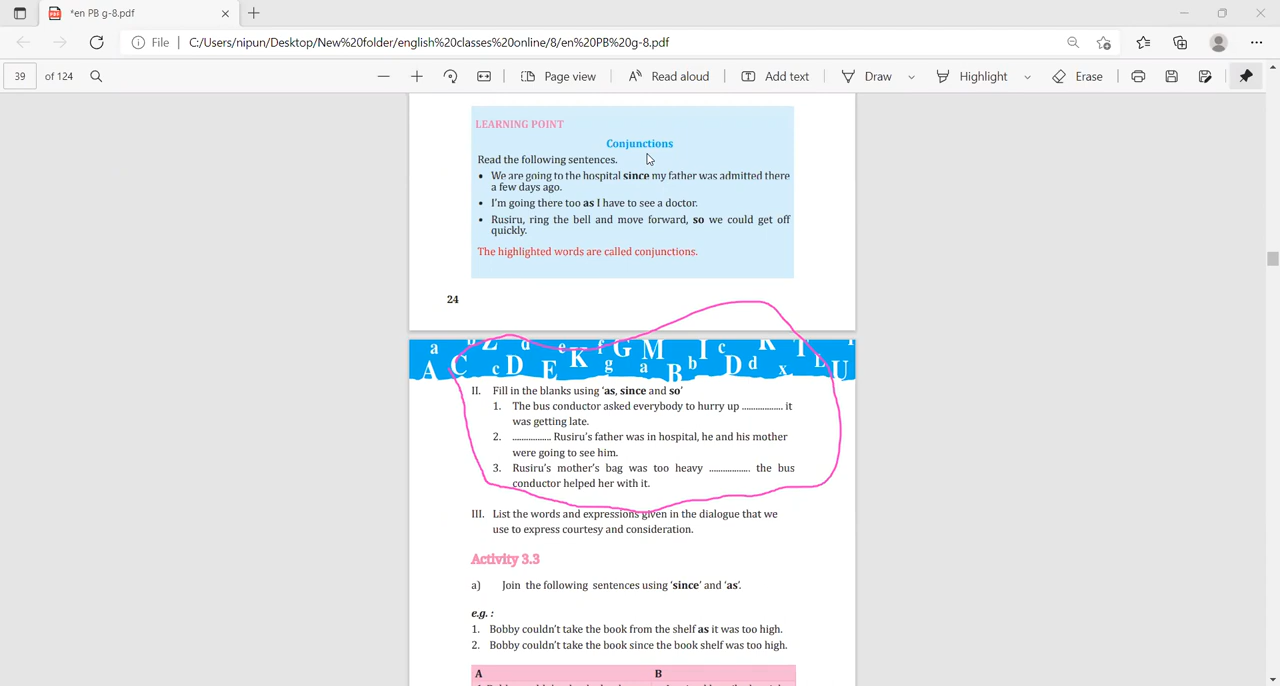 *en PB g-8.pdf
File | C:/Users/nipun/Desktop/New%20folder/english%20classes%20online/8/en%20PB%20g-8.pdf
39 of 124 Page view Read aloud Add text Draw Highlight Erase
LEARNING POINT
Conjunctions
Read the following sentences.
• We are going to the hospital since my father was admitted there
a few days ago.
• I'm going there too as I have to see a doctor.
• Rusiru, ring the bell and move forward, so we could get off
quickly.
The highlighted words are called conjunctions.
24
a Z d e K f G M I c K T
A C c D E g a B b D d x L U
II. Fill in the blanks using 'as, since and so'
1. The bus conductor asked everybody to hurry up .................. it
was getting late.
2. ................. Rusiru's father was in hospital, he and his mother
were going to see him.
3. Rusiru's mother's bag was too heavy .................. the bus
conductor helped her with it.
III. List the words and expressions given in the dialogue that we
use to express courtesy and consideration.
Activity 3.3
a) Join the following sentences using 'since' and 'as'.
e.g. :
1. Bobby couldn't take the book from the shelf as it was too high.
2. Bobby couldn't take the book since the book shelf was too high.
A B